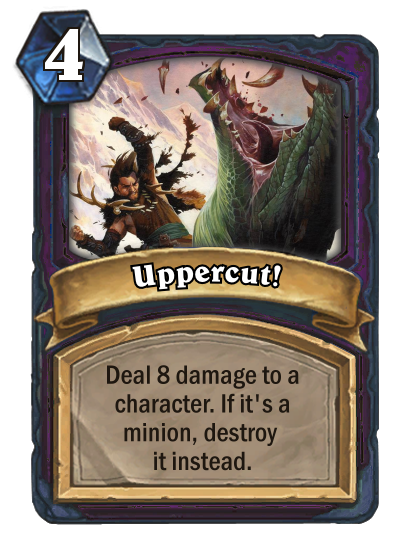 4
Uppercut!
Deal 8 damage to a
character. If it's a
minion, destroy
it instead.